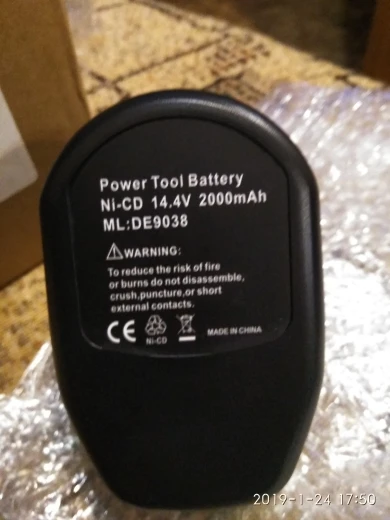 Power Tool Battery
Ni-CD 14.4V 2000mAh
ML:DE9038
WARNING:
To reduce the risk of fire
or burns do not disassemble,
crush,puncture,or short
external contacts.
CE Ni-CD MADE IN CHINA
2019-1-24 17:50